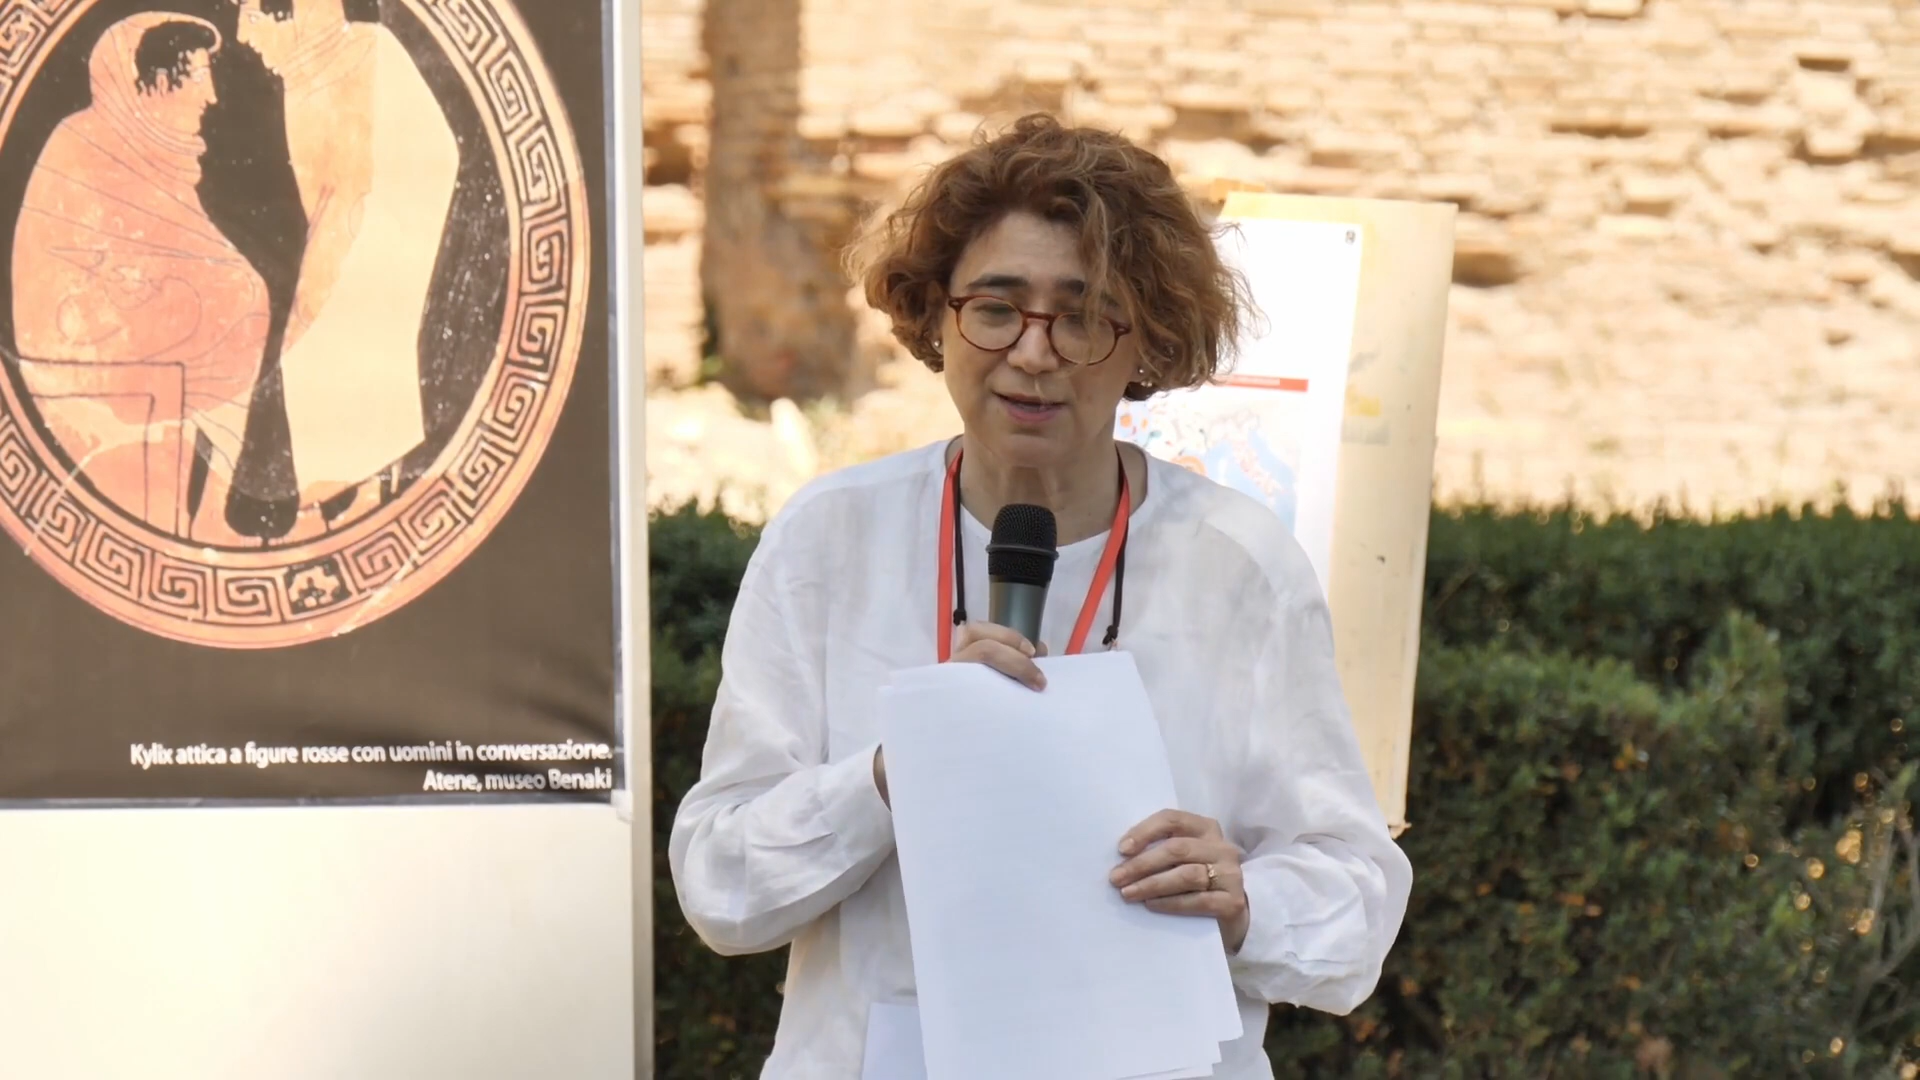 Kylix attica a figure rosse con uomini in conversazione.
Atene, museo Benaki